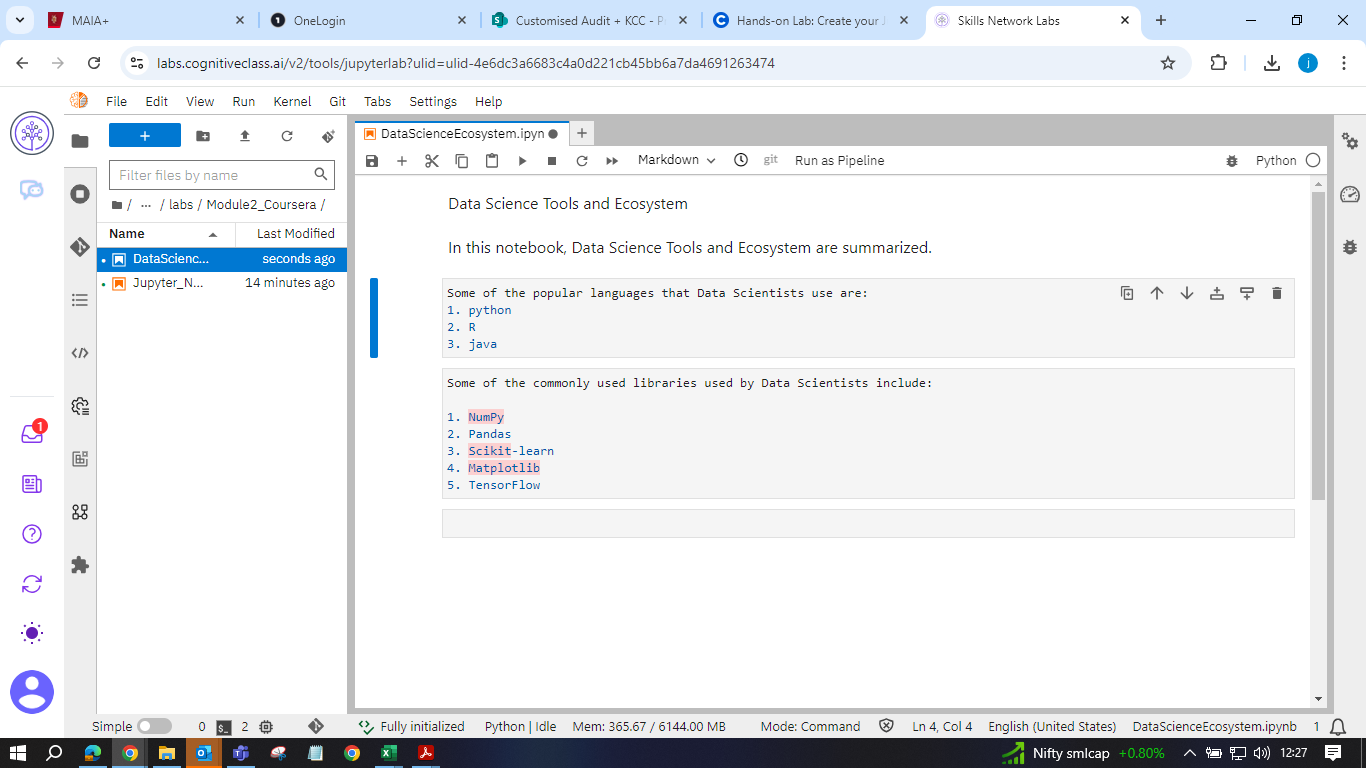 MAIA+
OneLogin
Customised Audit + KCC - P
Hands-on Lab: Create your J
Skills Network Labs
labs.cognitiveclass.ai/v2/tools/jupyterlab?ulid=ulid-4e6dc3a6683c4a0d221cb45bb6a7da4691263474
j
File Edit View Run Kernel Git Tabs Settings Help
DataScienceEcosystem.ipyn
Markdown
git
Run as Pipeline
Python
Filter files by name
/ ... / labs / Module2_Coursera /
Name Last Modified
DataScienc... seconds ago
Jupyter_N... 14 minutes ago
Data Science Tools and Ecosystem
In this notebook, Data Science Tools and Ecosystem are summarized.
Some of the popular languages that Data Scientists use are:
1. python
2. R
3. java
Some of the commonly used libraries used by Data Scientists include:
1. NumPy
2. Pandas
3. Scikit-learn
4. Matplotlib
5. TensorFlow
1
Simple 0 2 Fully initialized Python | Idle Mem: 365.67 / 6144.00 MB Mode: Command Ln 4, Col 4 English (United States) DataScienceEcosystem.ipynb 1
Nifty smlcap +0.80% 12:27